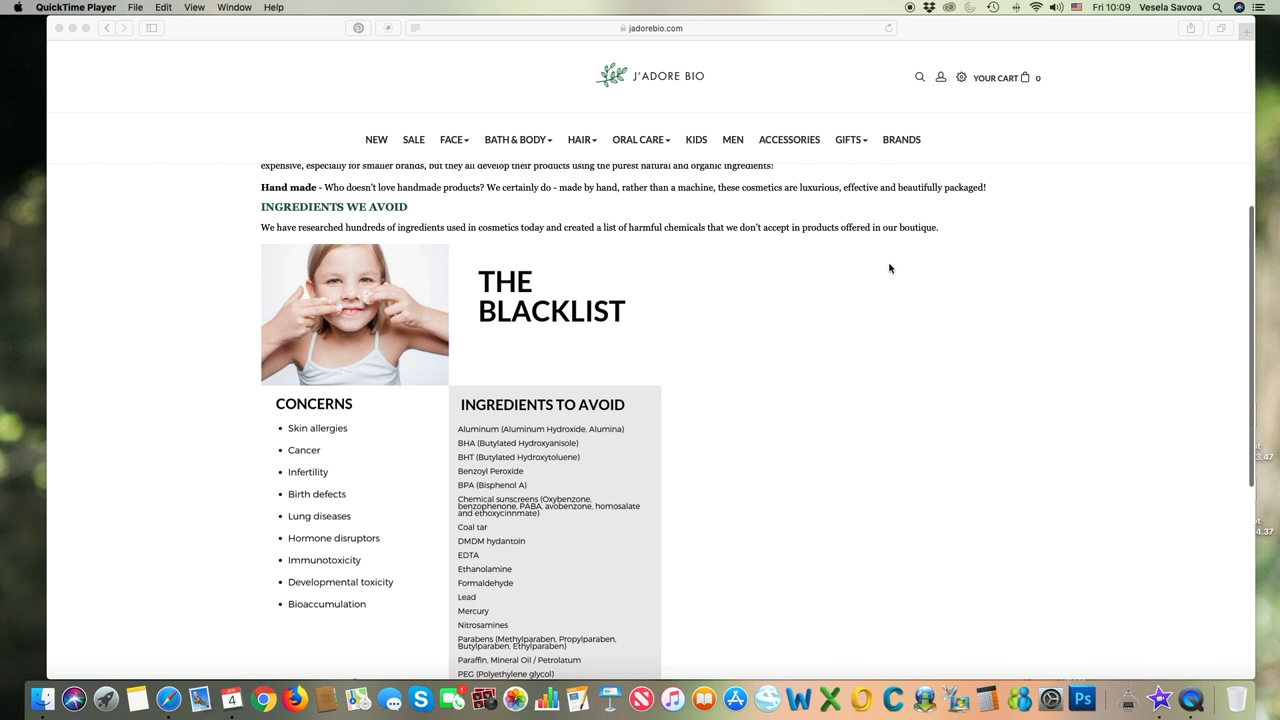 QuickTime Player File Edit View Window Help
Fri 10:09 Vesela Savova
jadorebio.com
J'ADORE BIO
YOUR CART 0
NEW SALE FACE BATH & BODY HAIR ORAL CARE KIDS MEN ACCESSORIES GIFTS BRANDS
expensive, especially for smaller brands, but they all develop their products using the purest natural and organic ingredients!
Hand made - Who doesn't love handmade products? We certainly do - made by hand, rather than a machine, these cosmetics are luxurious, effective and beautifully packaged!
INGREDIENTS WE AVOID
We have researched hundreds of ingredients used in cosmetics today and created a list of harmful chemicals that we don't accept in products offered in our boutique.
THE
BLACKLIST
CONCERNS
• Skin allergies
• Cancer
• Infertility
• Birth defects
• Lung diseases
• Hormone disruptors
• Immunotoxicity
• Developmental toxicity
• Bioaccumulation
INGREDIENTS TO AVOID
Aluminum (Aluminum Hydroxide, Alumina)
BHA (Butylated Hydroxyanisole)
BHT (Butylated Hydroxytoluene)
Benzoyl Peroxide
BPA (Bisphenol A)
Chemical sunscreens (Oxybenzone,
benzophenone, PABA, avobenzone, homosalate
and ethoxycinnmate)
Coal tar
DMDM hydantoin
EDTA
Ethanolamine
Formaldehyde
Lead
Mercury
Nitrosamines
Parabens (Methylparaben, Propylparaben,
Butylparaben, Ethylparaben)
Paraffin, Mineral Oil / Petrolatum
PEG (Polyethylene glycol)
3.47
4.37
4